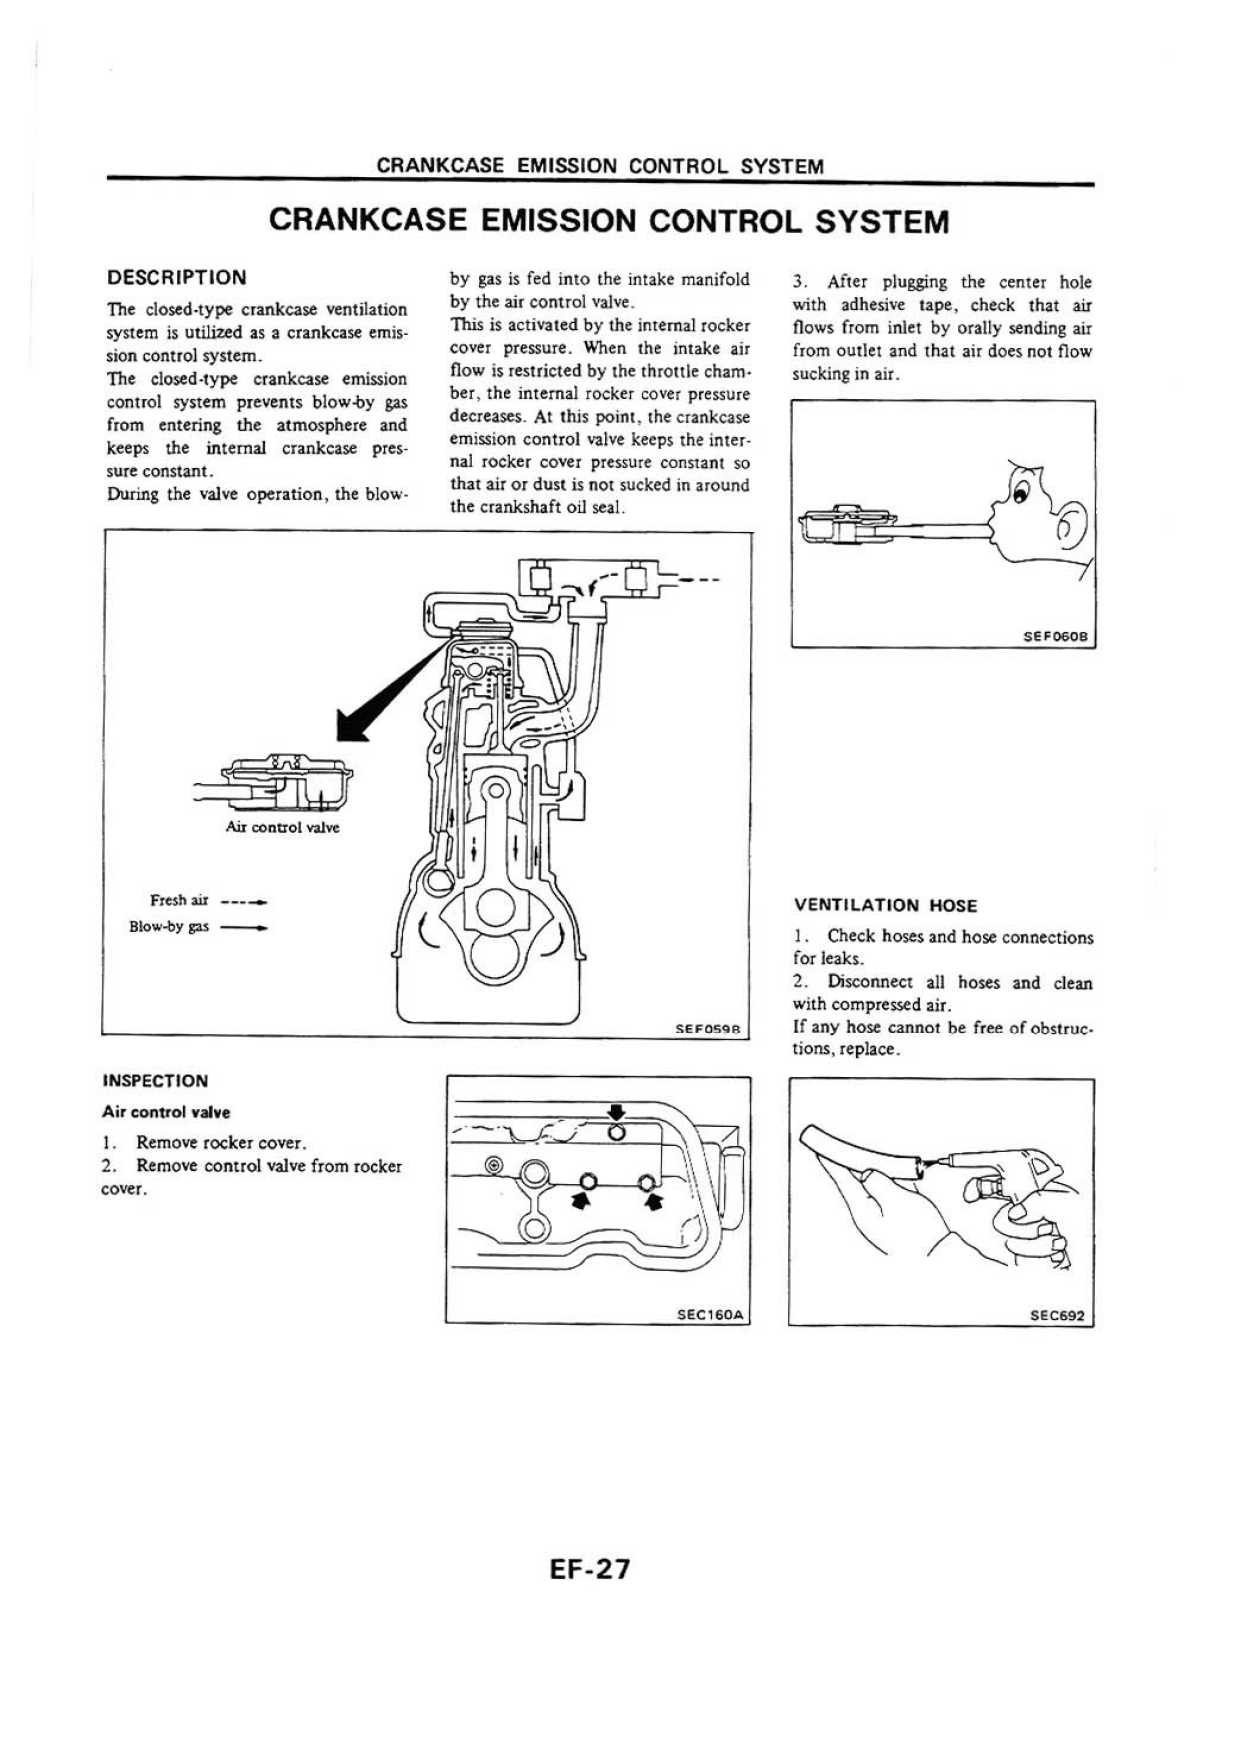 CRANKCASE EMISSION CONTROL SYSTEM
CRANKCASE EMISSION CONTROL SYSTEM
DESCRIPTION
The closed-type crankcase ventilation
system is utilized as a crankcase emis-
sion control system.
The closed-type crankcase emission
control system prevents blow-by gas
from entering the atmosphere and
keeps the internal crankcase pres-
sure constant.
During the valve operation, the blow-
by gas is fed into the intake manifold
by the air control valve.
This is activated by the internal rocker
cover pressure. When the intake air
flow is restricted by the throttle cham-
ber, the internal rocker cover pressure
decreases. At this point, the crankcase
emission control valve keeps the inter-
nal rocker cover pressure constant so
that air or dust is not sucked in around
the crankshaft oil seal.
Air control valve
Fresh air
Blow-by gas
SEF059B
INSPECTION
Air control valve
1. Remove rocker cover.
2. Remove control valve from rocker
cover.
SEC160A
3. After plugging the center hole
with adhesive tape, check that air
flows from inlet by orally sending air
from outlet and that air does not flow
sucking in air.
SEF060B
VENTILATION HOSE
1. Check hoses and hose connections
for leaks.
2. Disconnect all hoses and clean
with compressed air.
If any hose cannot be free of obstruc-
tions, replace.
SEC692
EF-27